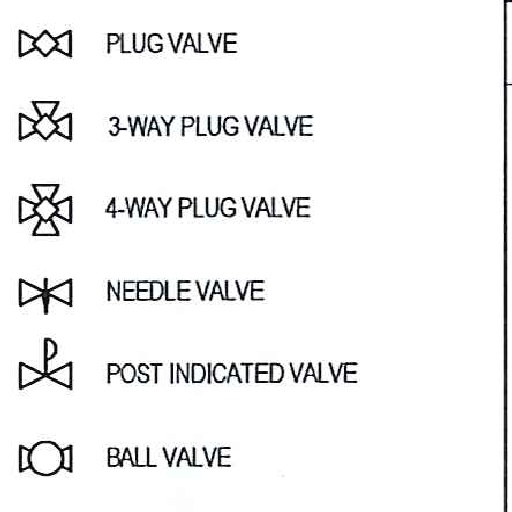 PLUG VALVE
3-WAY PLUG VALVE
4-WAY PLUG VALVE
NEEDLE VALVE
POST INDICATED VALVE
BALL VALVE